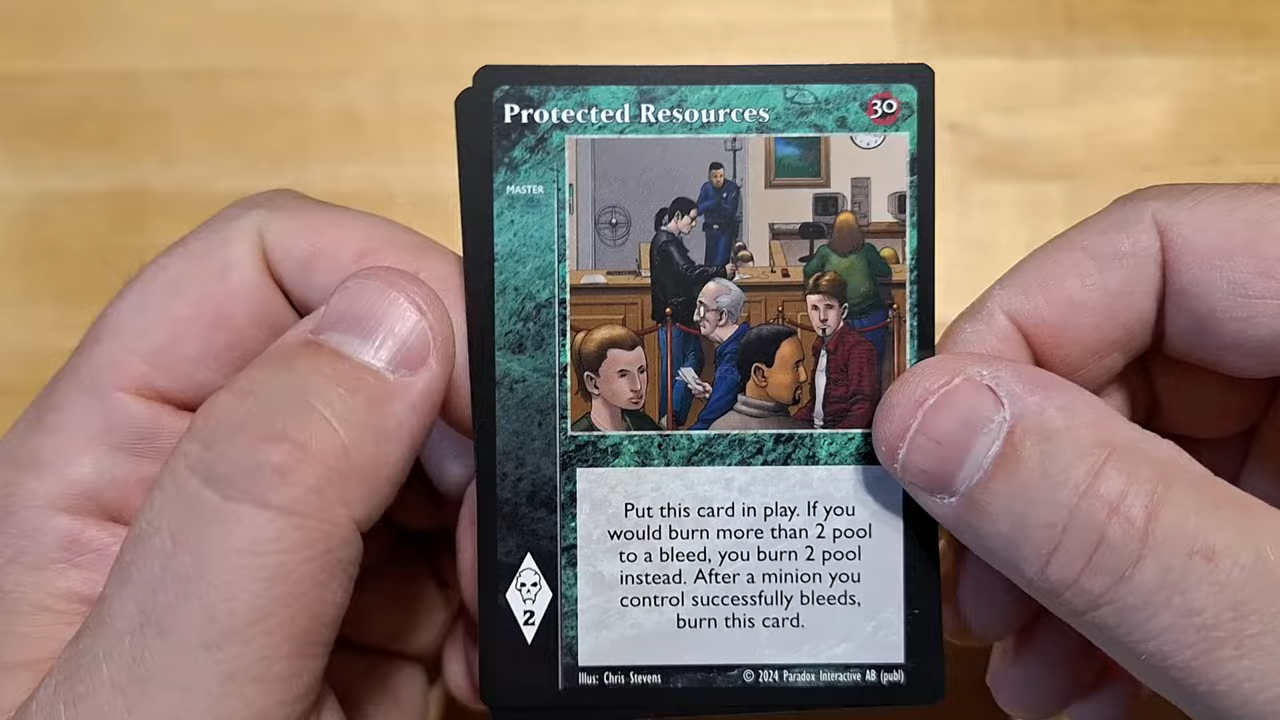 Protected Resources
30
MASTER
Put this card in play. If you
would burn more than 2 pool
to a bleed, you burn 2 pool
instead. After a minion you
control successfully bleeds,
burn this card.
2
Illus: Chris Stevens
© 2024 Paradox Interactive AB (publ)